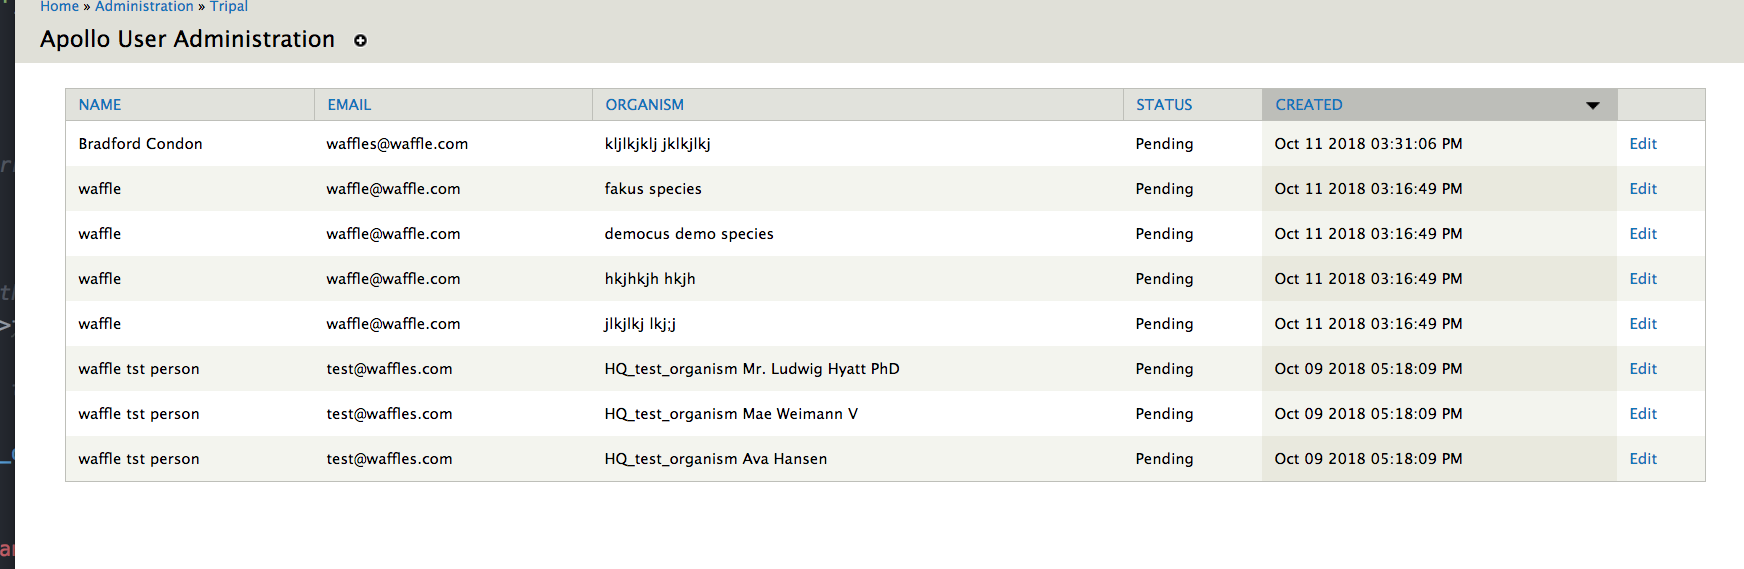 Home » Administration » Tripal
Apollo User Administration
NAME EMAIL ORGANISM STATUS CREATED
Bradford Condon waffles@waffle.com kljlkjklj jklkjlkj Pending Oct 11 2018 03:31:06 PM Edit
waffle waffle@waffle.com fakus species Pending Oct 11 2018 03:16:49 PM Edit
waffle waffle@waffle.com democus demo species Pending Oct 11 2018 03:16:49 PM Edit
waffle waffle@waffle.com hkjhkjh hkjh Pending Oct 11 2018 03:16:49 PM Edit
waffle waffle@waffle.com jlkjlkj lkj;j Pending Oct 11 2018 03:16:49 PM Edit
waffle tst person test@waffles.com HQ_test_organism Mr. Ludwig Hyatt PhD Pending Oct 09 2018 05:18:09 PM Edit
waffle tst person test@waffles.com HQ_test_organism Mae Weimann V Pending Oct 09 2018 05:18:09 PM Edit
waffle tst person test@waffles.com HQ_test_organism Ava Hansen Pending Oct 09 2018 05:18:09 PM Edit